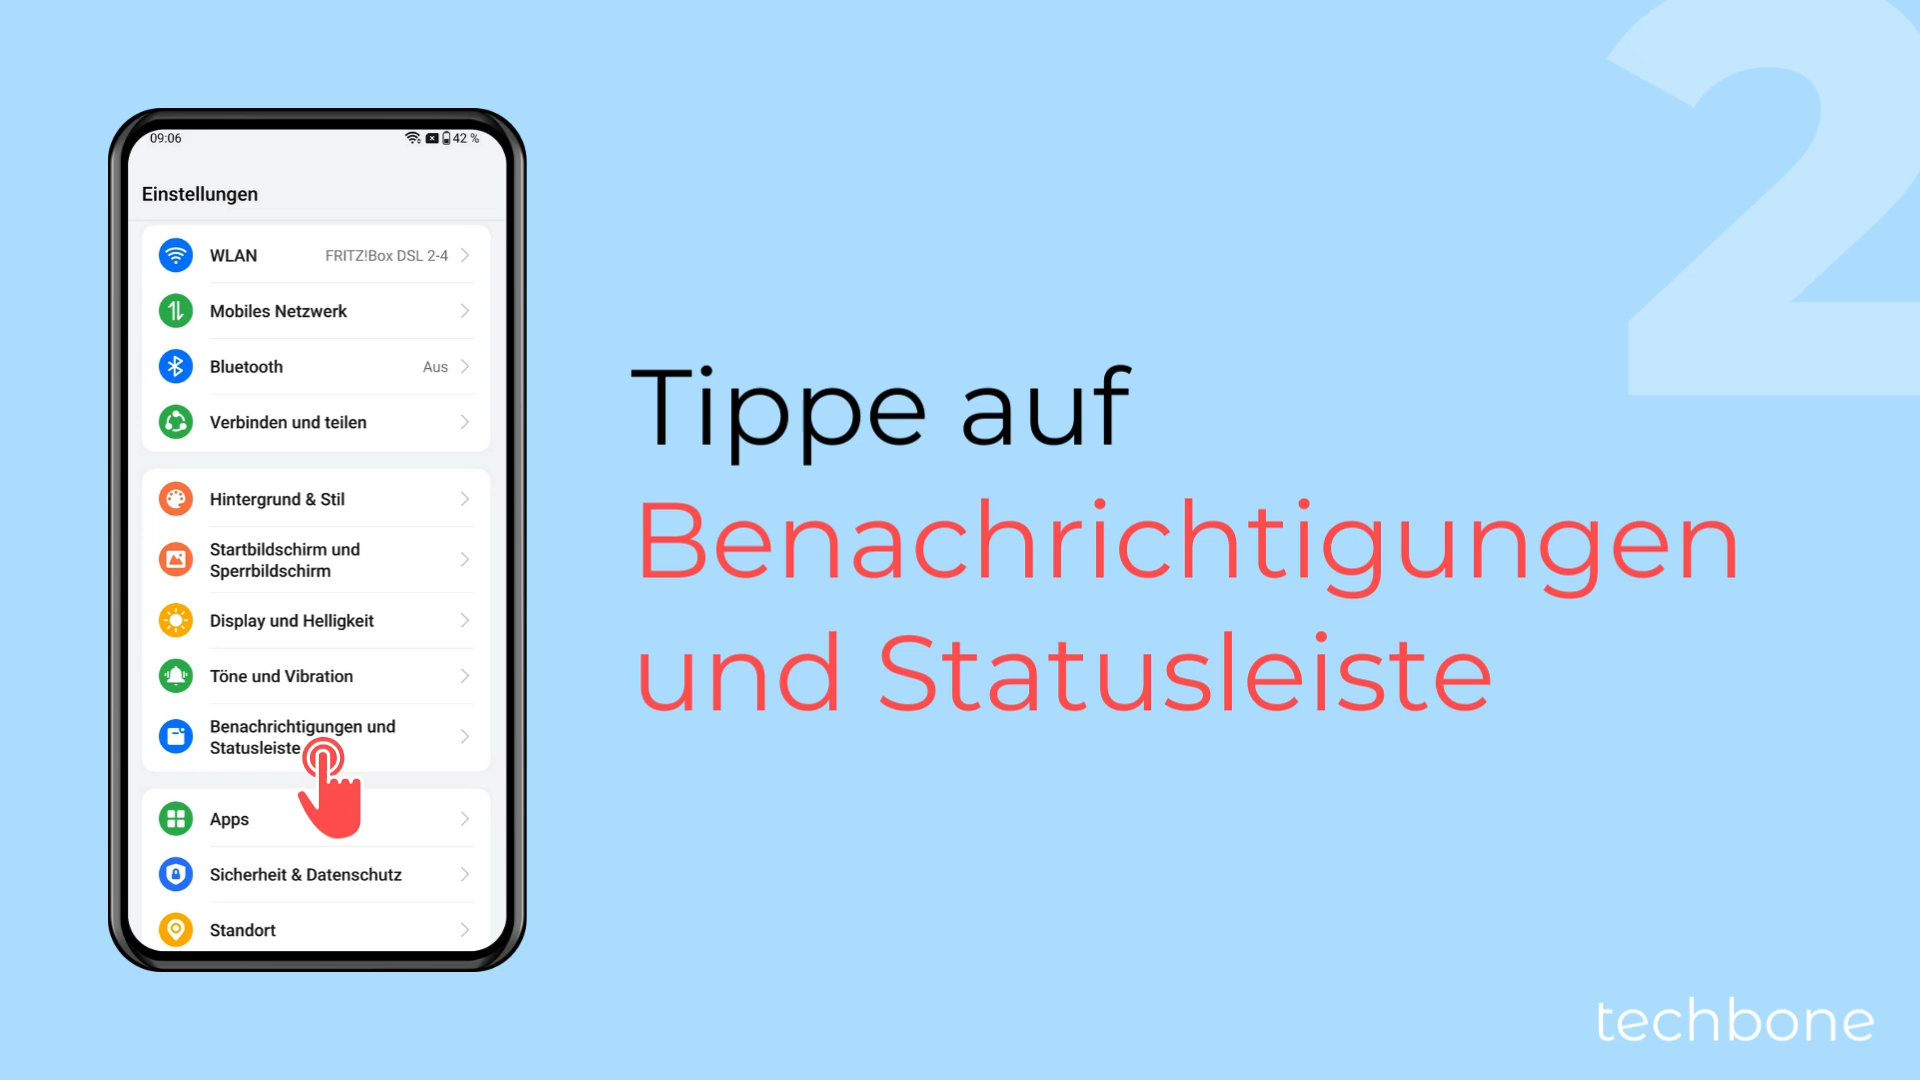 2
09:06
42 %
Einstellungen
WLAN FRITZ!Box DSL 2-4
Mobiles Netzwerk
Bluetooth Aus
Verbinden und teilen
Hintergrund & Stil
Startbildschirm und
Sperrbildschirm
Display und Helligkeit
Töne und Vibration
Benachrichtigungen und
Statusleiste
Apps
Sicherheit & Datenschutz
Standort
Tippe auf
Benachrichtigungen
und Statusleiste
techbone